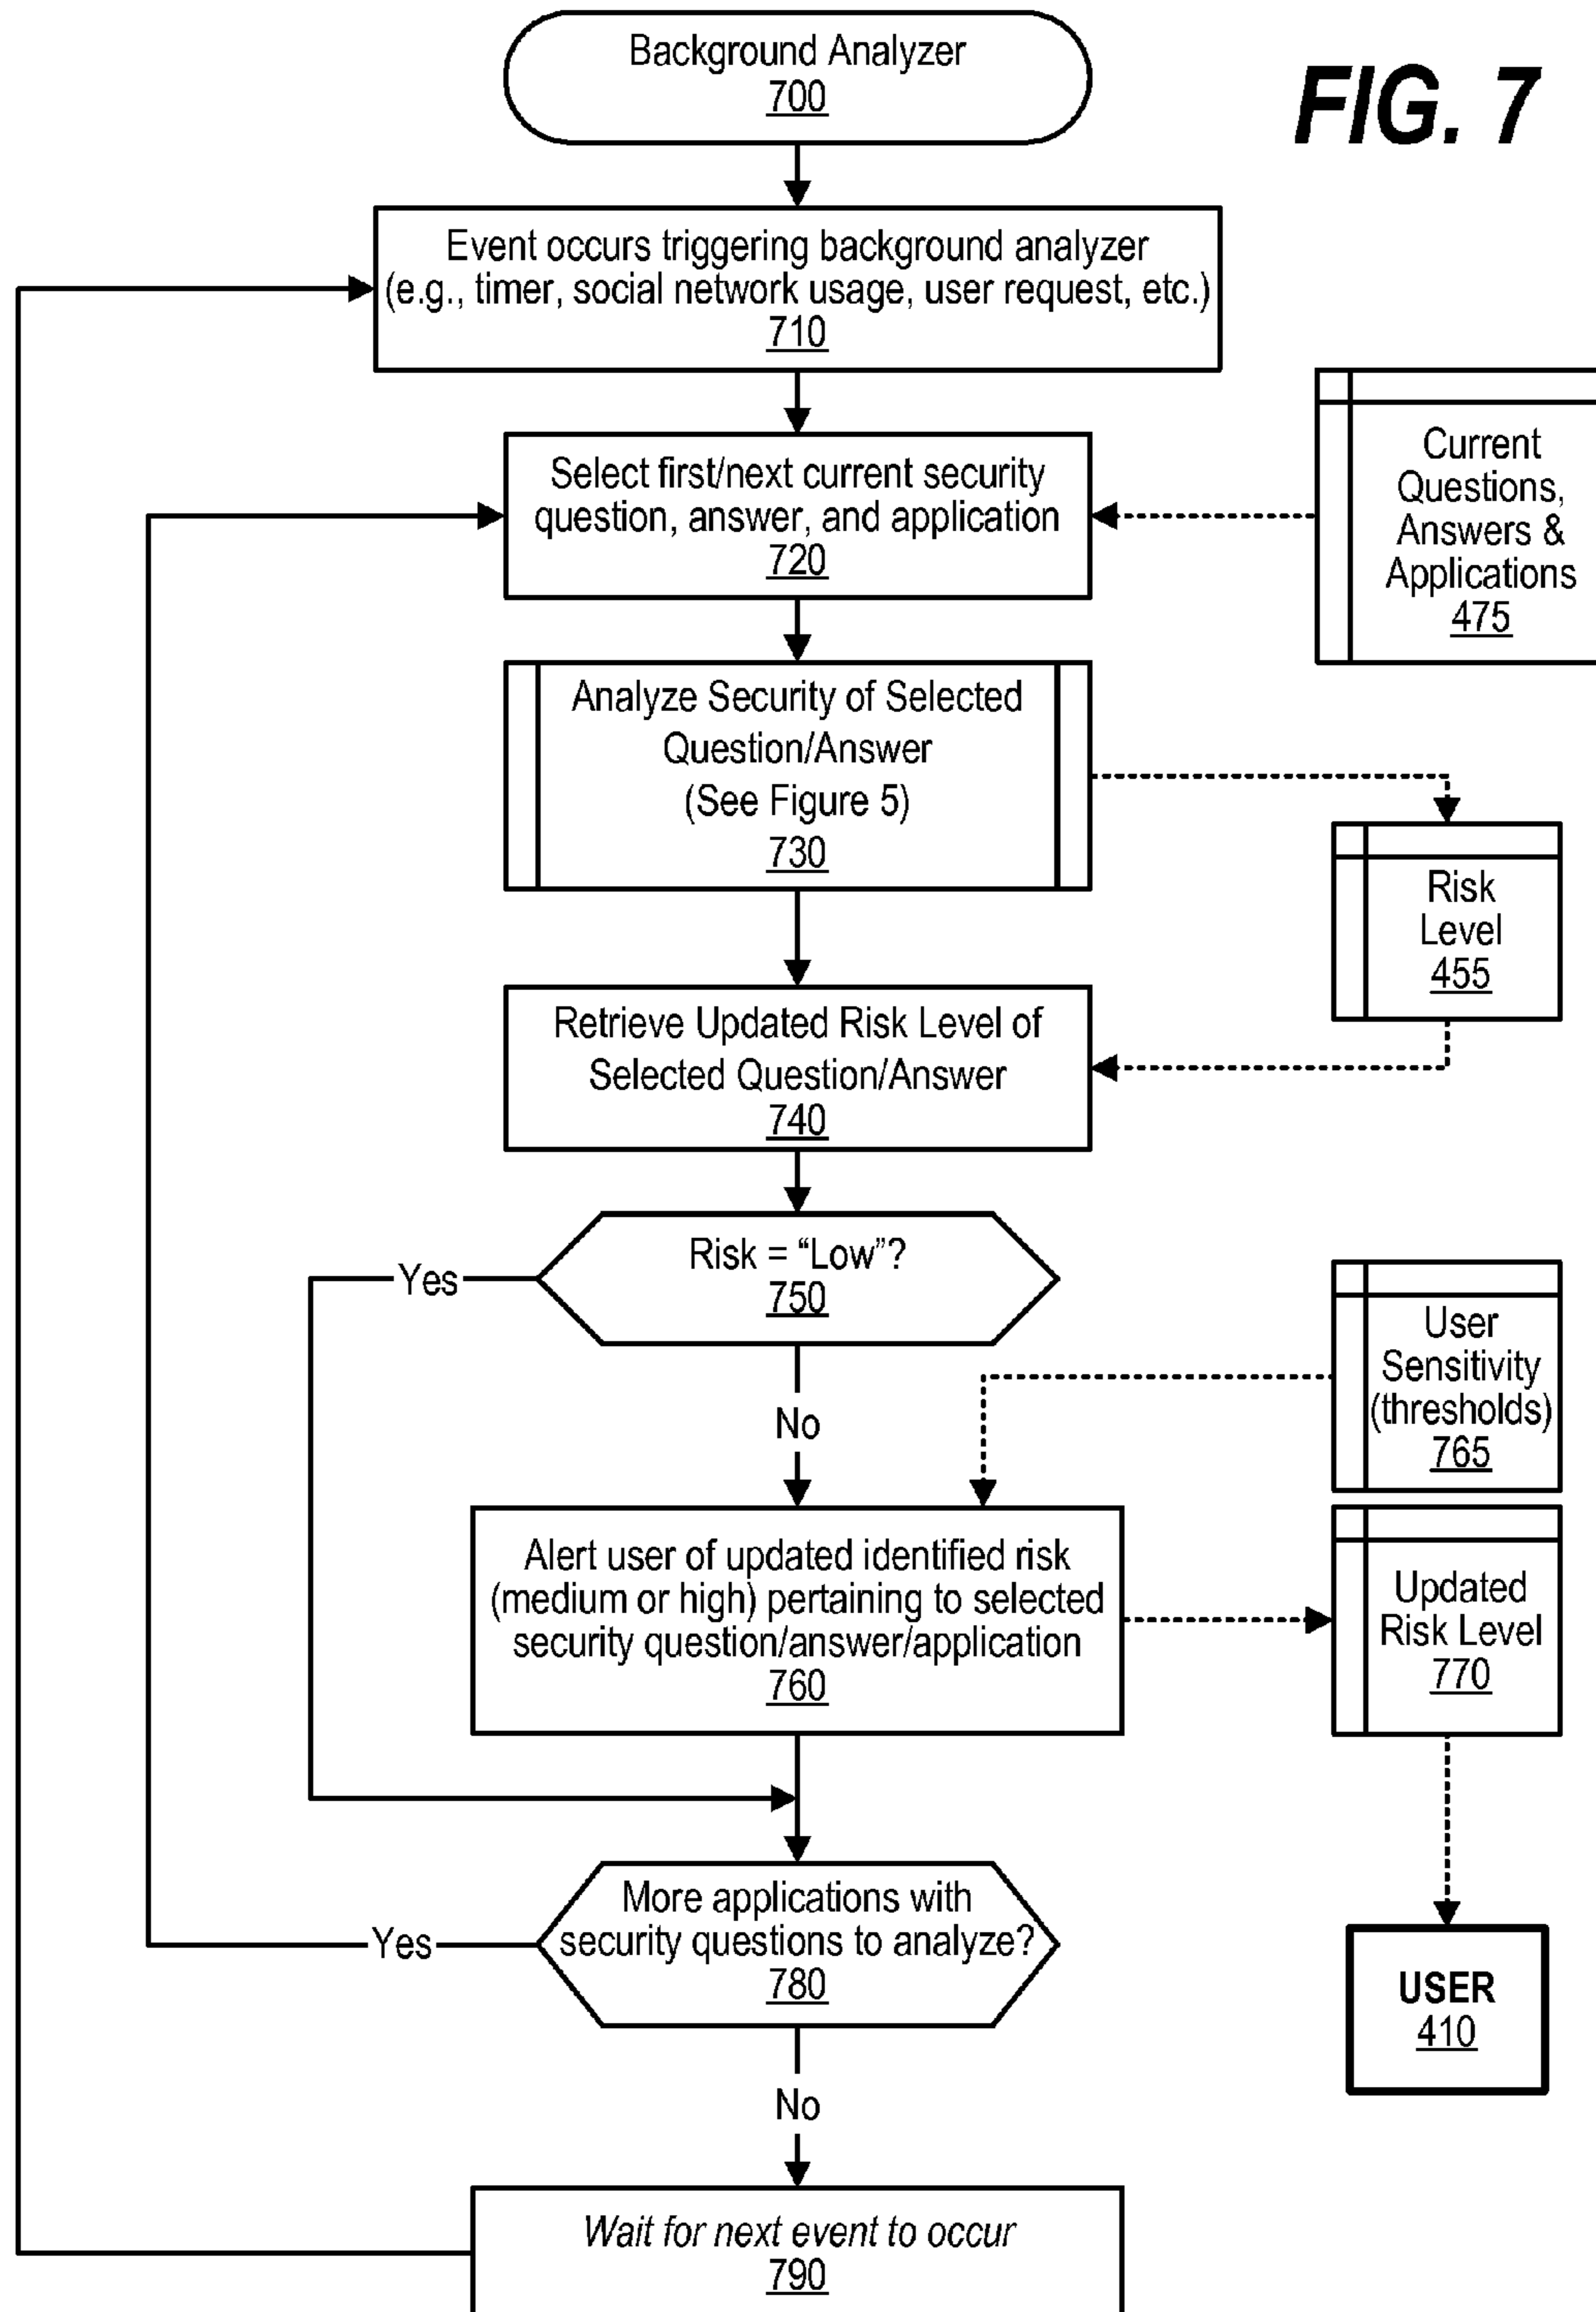 FIG. 7
Background Analyzer
700
Event occurs triggering background analyzer
(e.g., timer, social network usage, user request, etc.)
710
Select first/next current security
question, answer, and application
720
Current
Questions,
Answers &
Applications
475
Analyze Security of Selected
Question/Answer
(See Figure 5)
730
Risk
Level
455
Retrieve Updated Risk Level of
Selected Question/Answer
740
Risk = “Low”?
750
Yes
No
User
Sensitivity
(thresholds)
765
Alert user of updated identified risk
(medium or high) pertaining to selected
security question/answer/application
760
Updated
Risk Level
770
More applications with
security questions to analyze?
780
Yes
No
USER
410
Wait for next event to occur
790